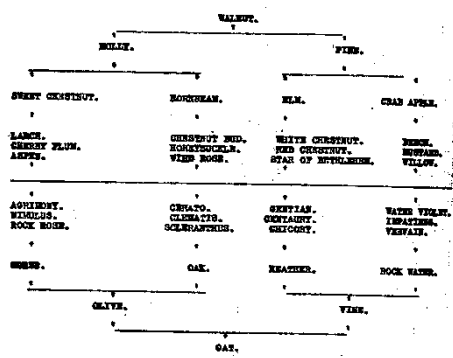 WALNUT.
HOLLY. PINE.
SWEET CHESTNUT. HORNBEAM. ELM. CRAB APPLE.
LARCH. CHESTNUT BUD. WHITE CHESTNUT. BEECH.
CHERRY PLUM. HONEYSUCKLE. RED CHESTNUT. MUSTARD.
ASPEN. WILD ROSE. STAR OF BETHLEHEM. WILLOW.
AGRIMONY. CERATO. GENTIAN. WATER VIOLET.
MIMULUS. CLEMATIS. CENTAURY. IMPATIENS.
ROCK ROSE. SCLERANTHUS. CHICORY. VERVAIN.
GORSE. OAK. HEATHER. ROCK WATER.
OLIVE. VINE.
OAT.